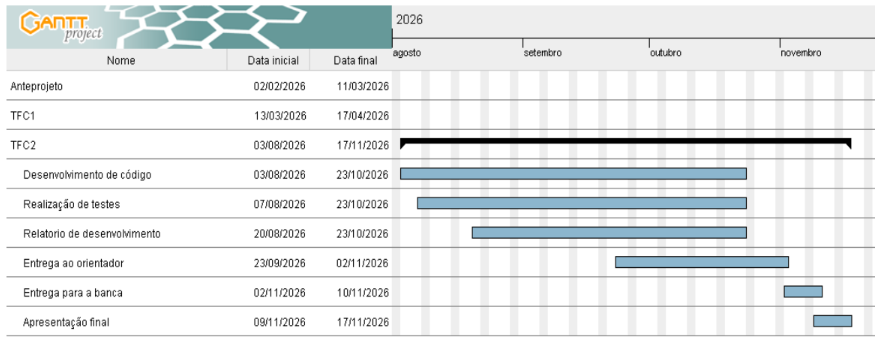 GANTT
project
2026
agosto setembro outubro novembro
Nome Data inicial Data final
Anteprojeto 02/02/2026 11/03/2026
TFC1 13/03/2026 17/04/2026
TFC2 03/08/2026 17/11/2026
Desenvolvimento de código 03/08/2026 23/10/2026
Realização de testes 07/08/2026 23/10/2026
Relatorio de desenvolvimento 20/08/2026 23/10/2026
Entrega ao orientador 23/09/2026 02/11/2026
Entrega para a banca 02/11/2026 10/11/2026
Apresentação final 09/11/2026 17/11/2026